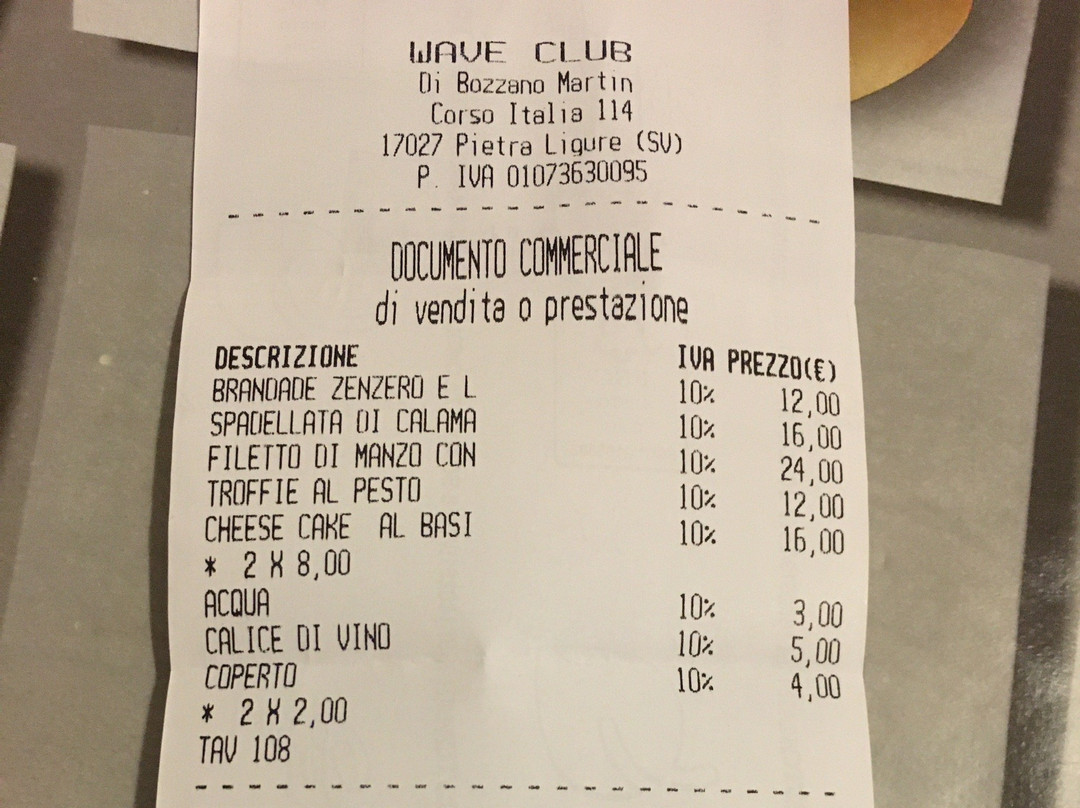 WAVE CLUB
Di Bozzano Martin
Corso Italia 114
17027 Pietra Ligure (SV)
P. IVA 01073630095
DOCUMENTO COMMERCIALE
di vendita o prestazione
DESCRIZIONE IVA PREZZO(€)
BRANDADE ZENZERO E L 10% 12,00
SPADELLATA DI CALAMA 10% 16,00
FILETTO DI MANZO CON 10% 24,00
TROFFIE AL PESTO 10% 12,00
CHEESE CAKE AL BASI 10% 16,00
* 2 X 8,00
ACQUA 10% 3,00
CALICE DI VINO 10% 5,00
COPERTO 10% 4,00
* 2 X 2,00
TAV 108